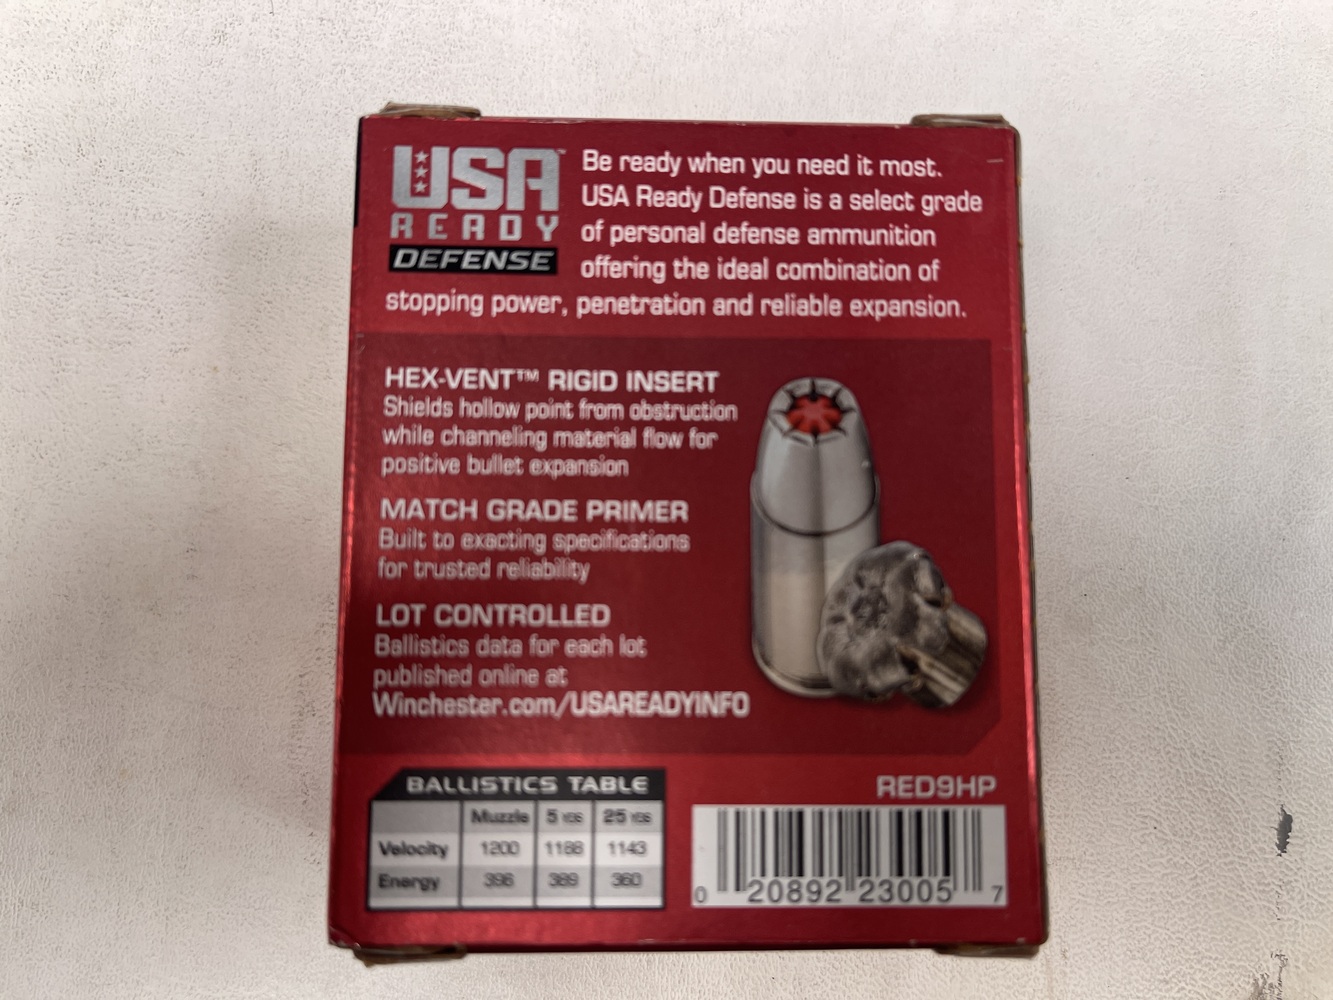 USA™
READY
DEFENSE
Be ready when you need it most.
USA Ready Defense is a select grade
of personal defense ammunition
offering the ideal combination of
stopping power, penetration and reliable expansion.
HEX-VENT™ RIGID INSERT
Shields hollow point from obstruction
while channeling material flow for
positive bullet expansion
MATCH GRADE PRIMER
Built to exacting specifications
for trusted reliability
LOT CONTROLLED
Ballistics data for each lot
published online at
Winchester.com/USAREADYINFO
BALLISTICS TABLE
Muzzle 5 YDS 25 YDS
Velocity 1200 1188 1143
Energy 396 389 360
RED9HP
0 20892 23005 7